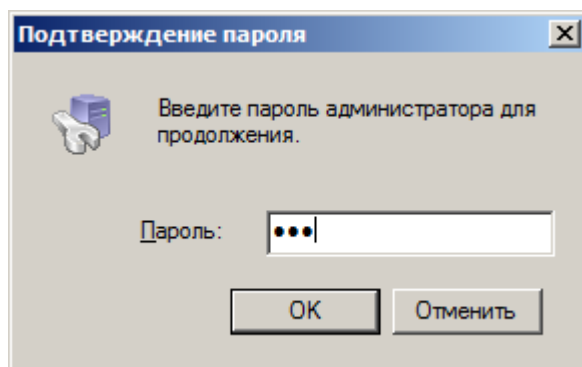 Подтверждение пароля
Введите пароль администратора для
продолжения.
Пароль: •••
OK Отменить